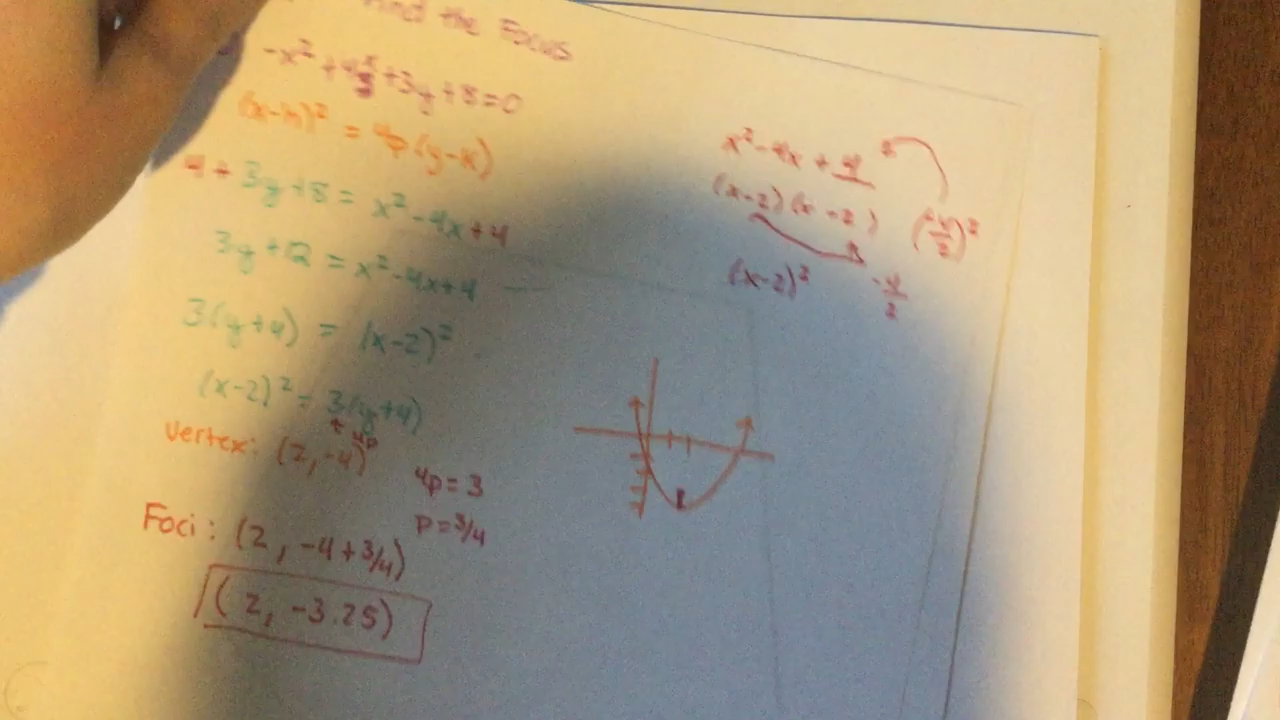 Find the Focus
-x² + 4x + 3y + 8 = 0
(x-h)² = 4p(y-k)
4 + 3y + 8 = x² - 4x + 4
3y + 12 = x² - 4x + 4
3(y+4) = (x-2)²
(x-2)² = 3(y+4)
+ 4p
vertex: (2, -4)
4p = 3
p = 3/4
Foci: (2, -4 + 3/4)
(2, -3.25)
x² - 4x + 4
(x-2)(x-2)
(-4/2)²
(x-2)²
-4/2